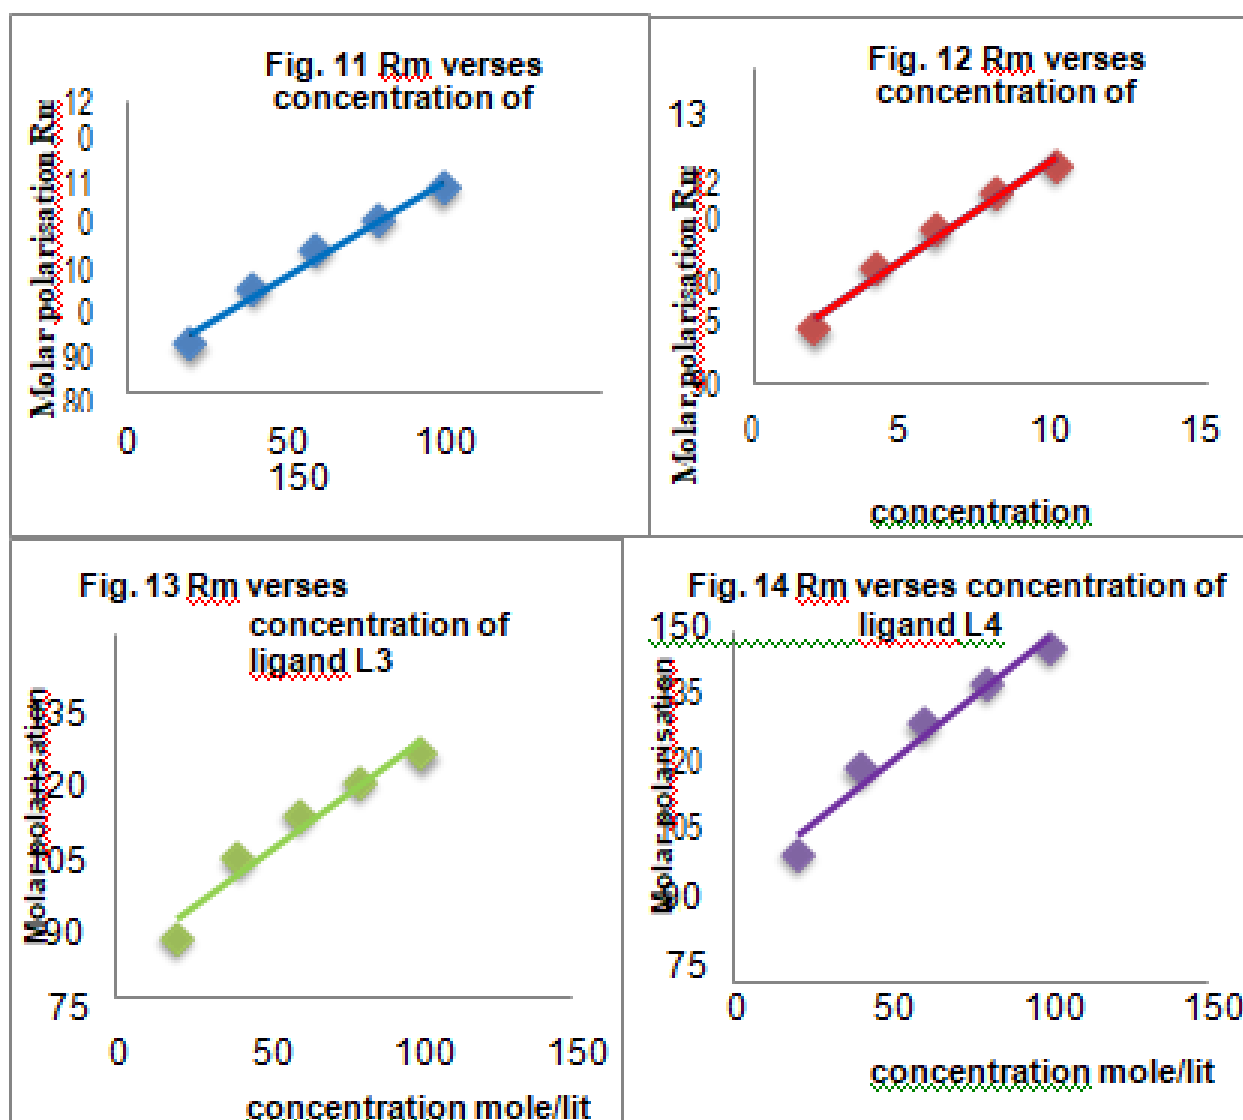 Fig. 11 Rm verses
concentration of
Molar polarisation Rm
12
0
11
0
10
0
90
80
0 50 100
150
Fig. 12 Rm verses
concentration of
Molar polarisation Rm
13
0 5 10 15
concentration
Fig. 13 Rm verses
concentration of
ligand L3
Molar polarisation
35
20
05
90
75
0 50 100 150
concentration mole/lit
Fig. 14 Rm verses concentration of
150 ligand L4
Molar polarisation
35
20
05
90
75
0 50 100 150
concentration mole/lit